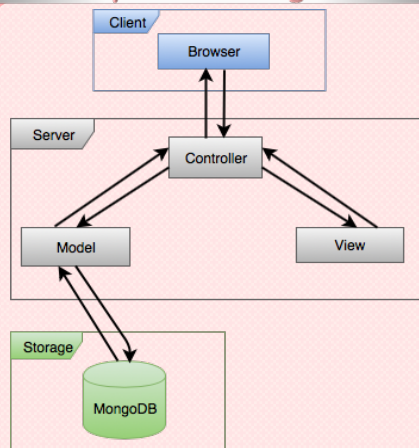 Client
Browser
Server
Controller
Model
View
Storage
MongoDB